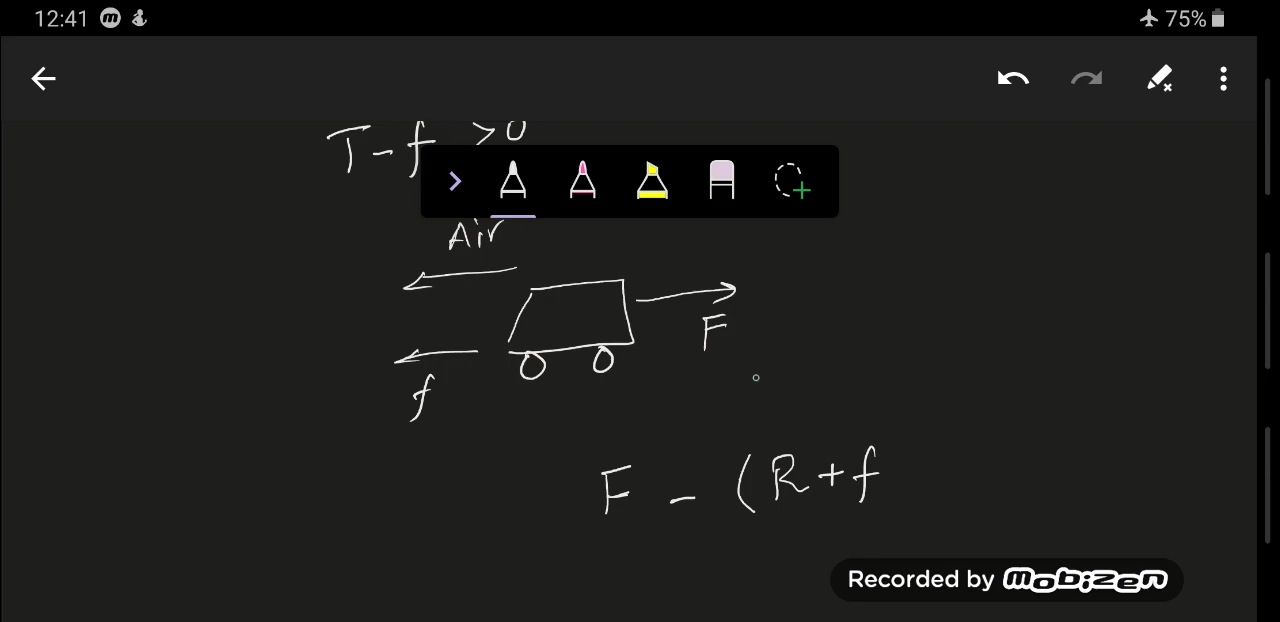 12:41 75%
T-f >0
Air
F
f
F - (R+f
Recorded by mobizen